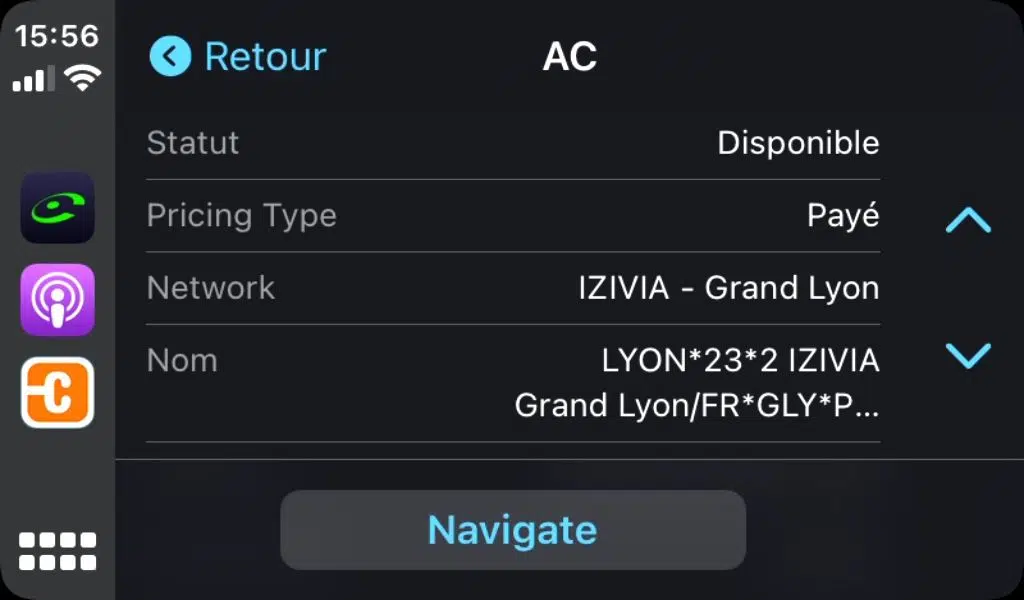 15:56
Retour
AC
Statut
Disponible
Pricing Type
Payé
Network
IZIVIA - Grand Lyon
Nom
LYON*23*2 IZIVIA
Grand Lyon/FR*GLY*P...
Navigate